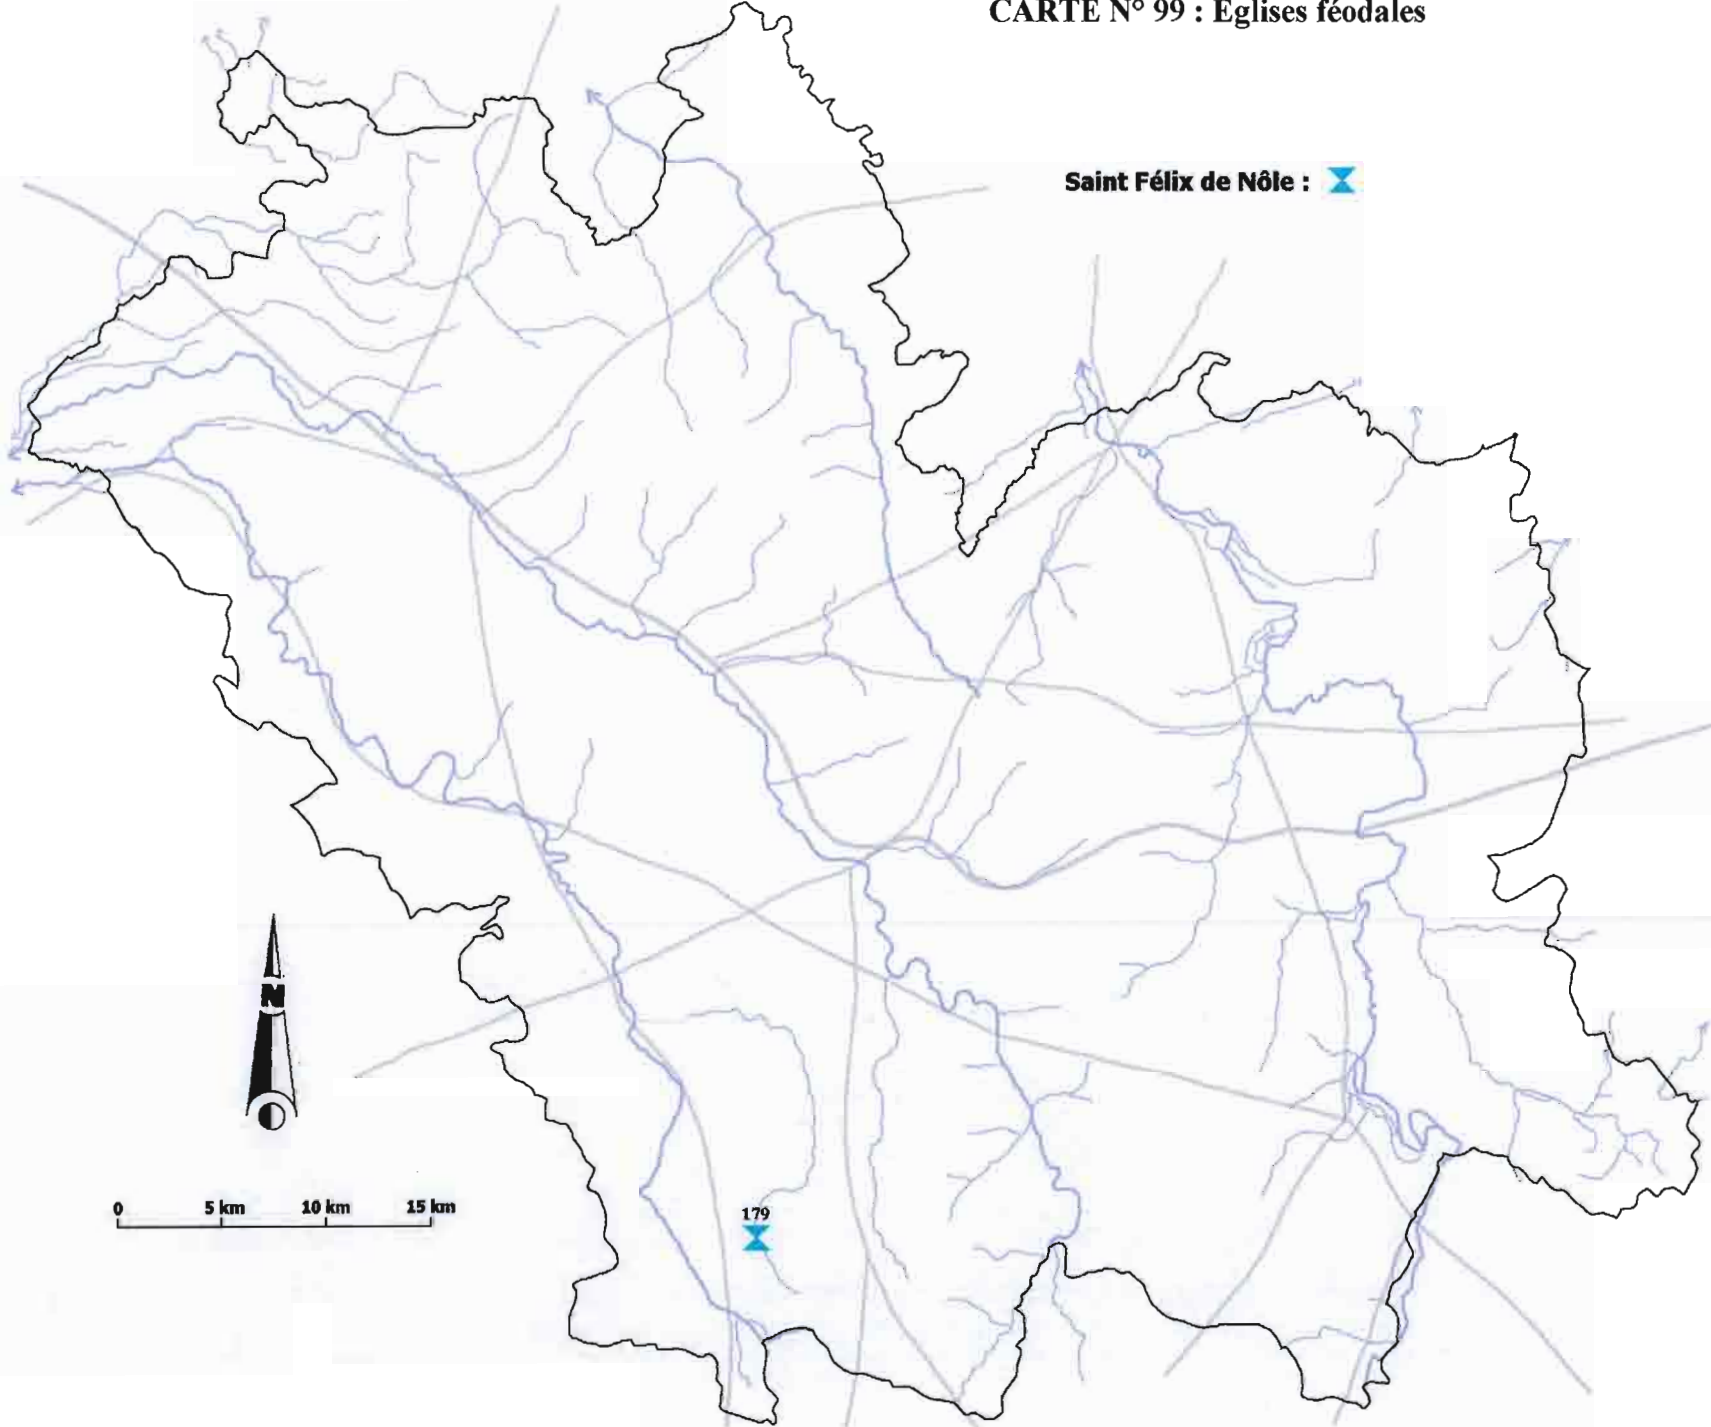 CARTE N° 99 : Eglises féodales
Saint Félix de Nôle :
N
0 5 km 10 km 15 km
179